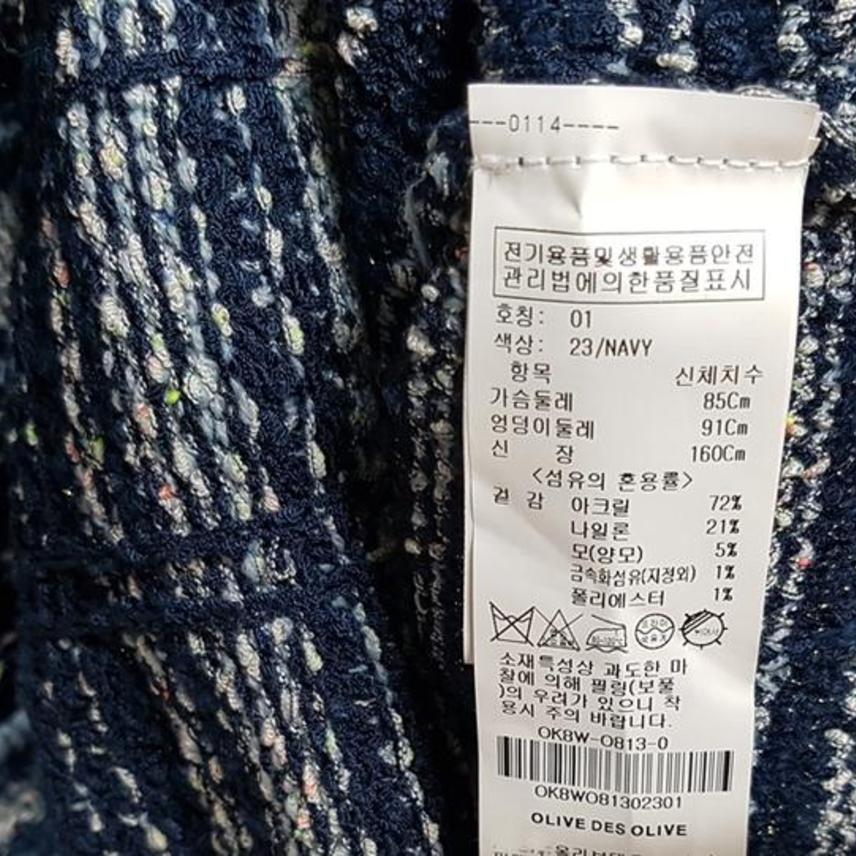 ---0114----
전기용품및생활용품안전
관리법에의한품질표시
호칭: 01
색상: 23/NAVY
항목 신체치수
가슴둘레 85Cm
엉덩이둘레 91Cm
신 장 160Cm
<섬유의 혼용률>
겉 감 아크릴 72%
나일론 21%
모(양모) 5%
금속화섬유(지정외) 1%
폴리에스터 1%
소재특성상 과도한 마
찰에 의해 필링(보풀
)의 우려가 있으니 착
용시 주의 바랍니다.
OK8W-O813-0
OK8WO81302301
OLIVE DES OLIVE